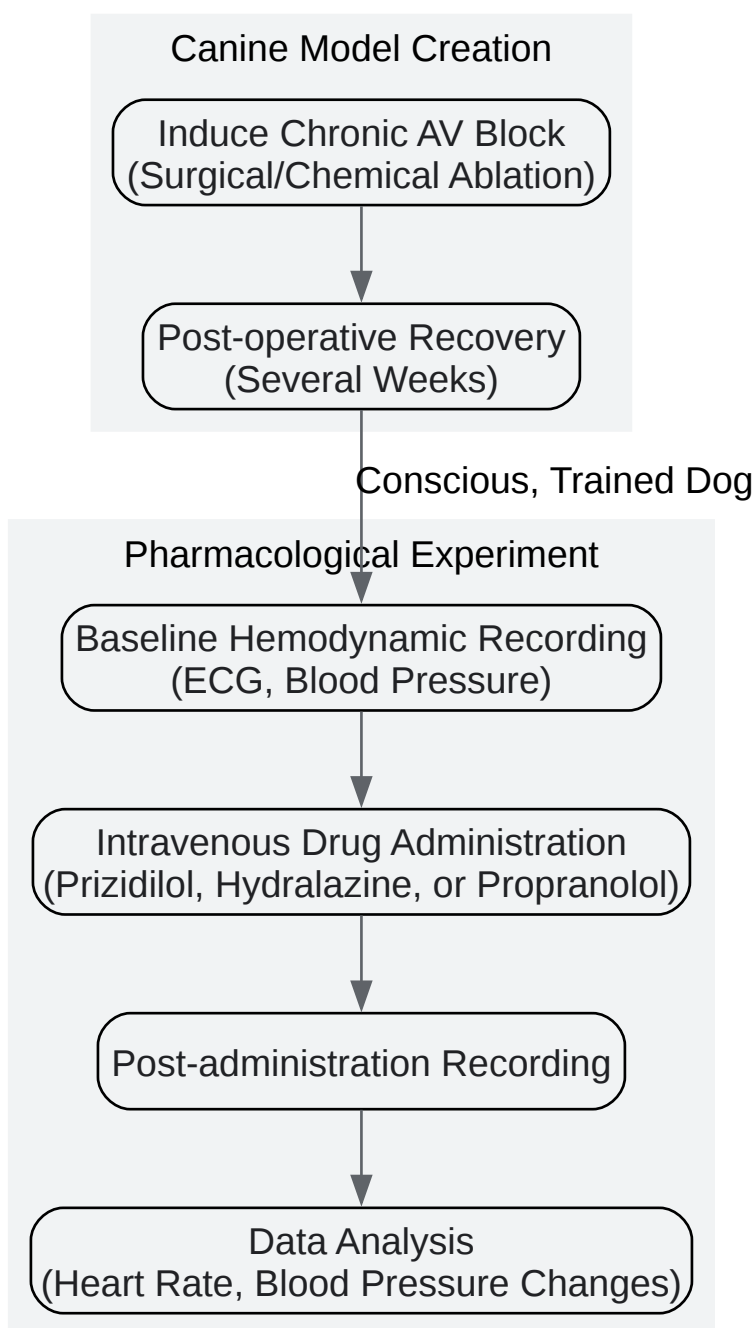 Canine Model Creation
Induce Chronic AV Block
(Surgical/Chemical Ablation)
Post-operative Recovery
(Several Weeks)
Conscious, Trained Dog
Pharmacological Experiment
Baseline Hemodynamic Recording
(ECG, Blood Pressure)
Intravenous Drug Administration
(Prizidilol, Hydralazine, or Propranolol)
Post-administration Recording
Data Analysis
(Heart Rate, Blood Pressure Changes)